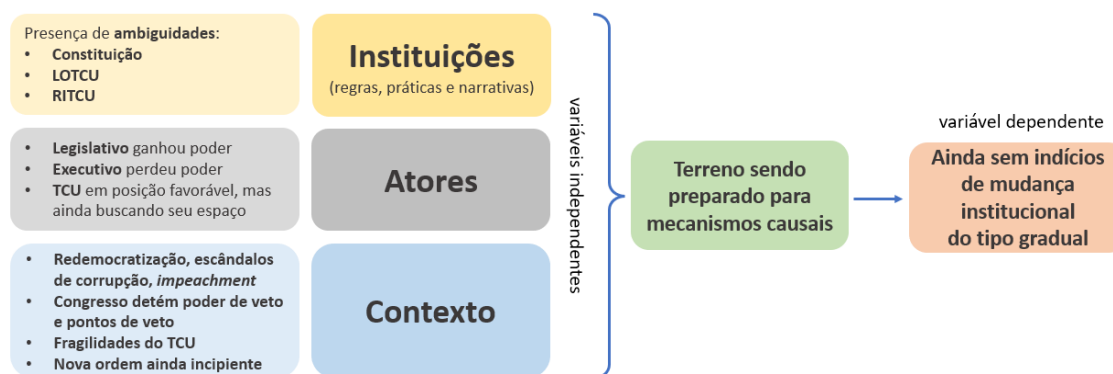 Presença de ambiguidades:
• Constituição
• LOTCU
• RITCU
Instituições
(regras, práticas e narrativas)
• Legislativo ganhou poder
• Executivo perdeu poder
• TCU em posição favorável, mas
ainda buscando seu espaço
Atores
• Redemocratização, escândalos
de corrupção, impeachment
• Congresso detém poder de veto
e pontos de veto
• Fragilidades do TCU
• Nova ordem ainda incipiente
Contexto
variáveis independentes
Terreno sendo
preparado para
mecanismos causais
variável dependente
Ainda sem indícios
de mudança
institucional
do tipo gradual